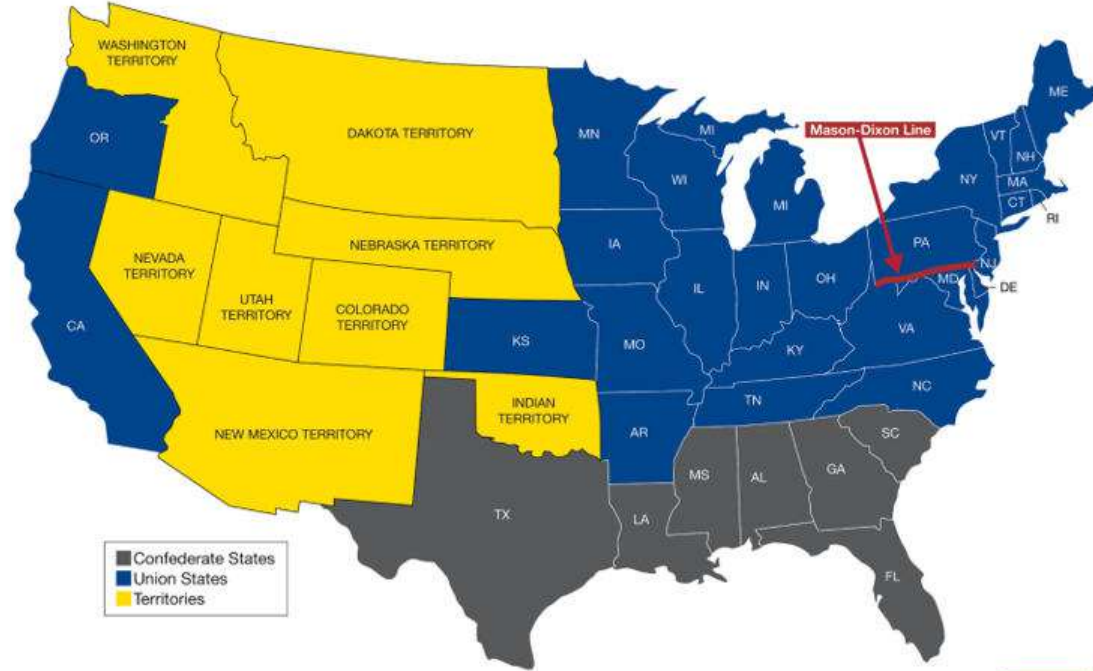 WASHINGTON
TERRITORY
ME
OR
DAKOTA TERRITORY
MN
MI
Mason-Dixon Line
VT
NH
WI
MI
NY
MA
CT
RI
NEBRASKA TERRITORY
IA
PA
NEVADA
TERRITORY
NJ
UTAH
TERRITORY
COLORADO
TERRITORY
IL
IN
OH
MD
DE
CA
KS
MO
KY
VA
INDIAN
TERRITORY
TN
NC
NEW MEXICO TERRITORY
AR
SC
MS
AL
GA
TX
LA
FL
Confederate States
Union States
Territories